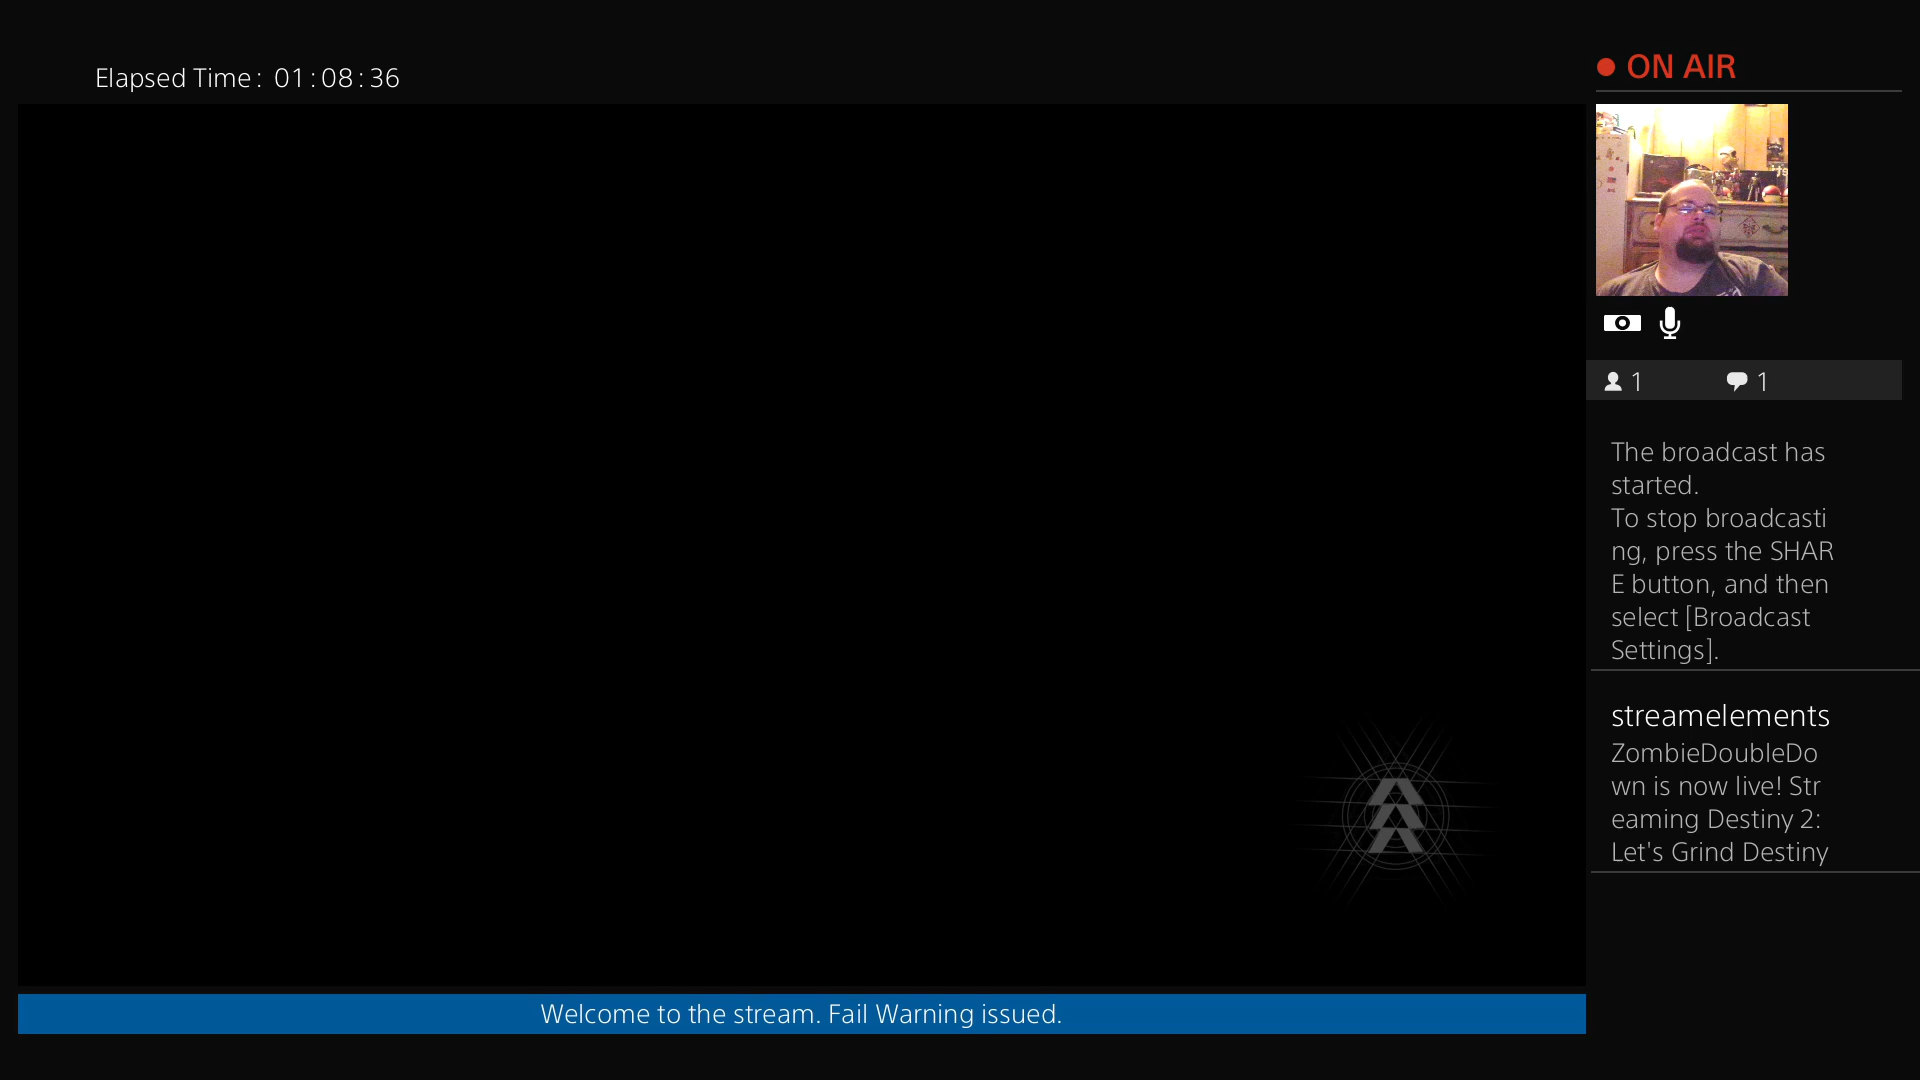 Elapsed Time: 01:08:36
ON AIR
1 1
The broadcast has
started.
To stop broadcasti
ng, press the SHAR
E button, and then
select [Broadcast
Settings].
streamelements
ZombieDoubleDo
wn is now live! Str
eaming Destiny 2:
Let's Grind Destiny
Welcome to the stream. Fail Warning issued.